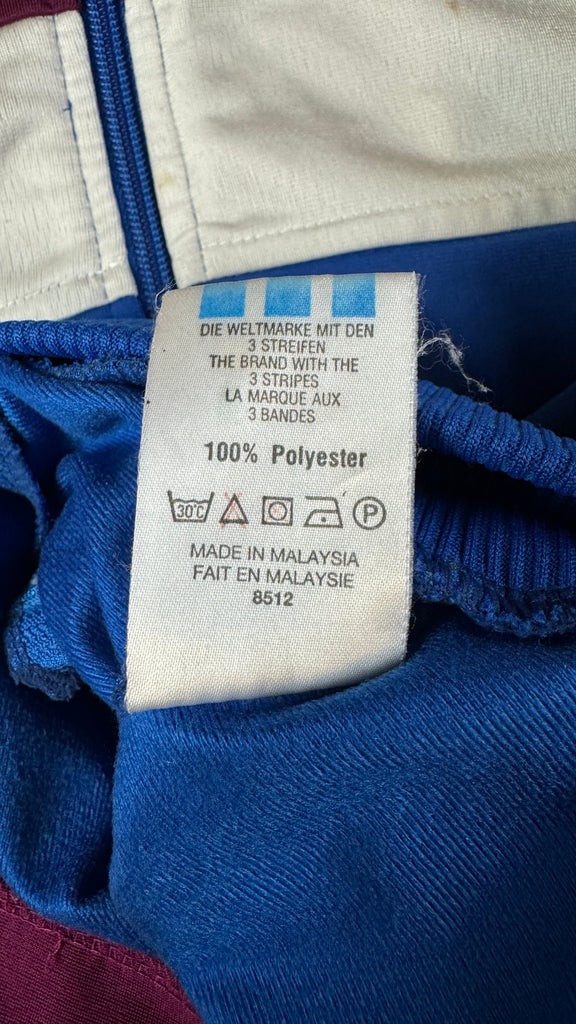 DIE WELTMARKE MIT DEN
3 STREIFEN
THE BRAND WITH THE
3 STRIPES
LA MARQUE AUX
3 BANDES
100% Polyester
30°C P
MADE IN MALAYSIA
FAIT EN MALAYSIE
8512